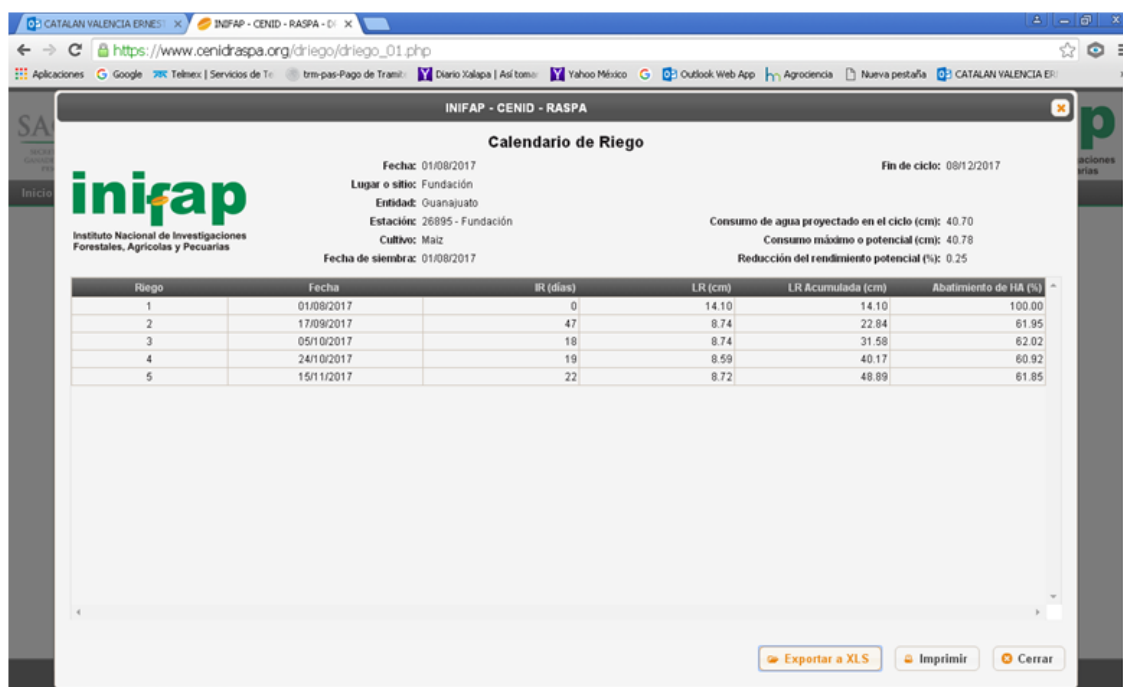 CATALAN VALENCIA ERNEST
INIFAP - CENID - RASPA - DI
https://www.cenidraspa.org/driego/driego_01.php
Aplicaciones Google Telmex | Servicios de Te trm-pas-Pago de Tramit Diario Xalapa | Así toma Yahoo México Outlook Web App Agrociencia Nueva pestaña CATALAN VALENCIA ER
INIFAP - CENID - RASPA
SA
Inicio
Calendario de Riego
inifap
Instituto Nacional de Investigaciones
Forestales, Agrícolas y Pecuarias
Fecha: 01/08/2017 Fin de ciclo: 08/12/2017
Lugar o sitio: Fundación
Entidad: Guanajuato
Estación: 26895 - Fundación Consumo de agua proyectado en el ciclo (cm): 40.70
Cultivo: Maiz Consumo máximo o potencial (cm): 40.78
Fecha de siembra: 01/08/2017 Reducción del rendimiento potencial (%): 0.25
Riego Fecha IR (días) LR (cm) LR Acumulada (cm) Abatimiento de HA (%)
1 01/08/2017 0 14.10 14.10 100.00
2 17/09/2017 47 8.74 22.84 61.95
3 05/10/2017 18 8.74 31.58 62.02
4 24/10/2017 19 8.59 40.17 60.92
5 15/11/2017 22 8.72 48.89 61.85
Exportar a XLS Imprimir Cerrar